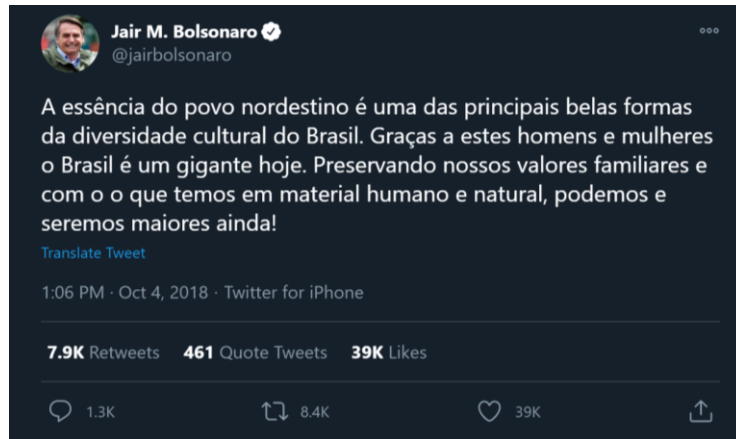 Jair M. Bolsonaro
@jairbolsonaro
A essência do povo nordestino é uma das principais belas formas
da diversidade cultural do Brasil. Graças a estes homens e mulheres
o Brasil é um gigante hoje. Preservando nossos valores familiares e
com o o que temos em material humano e natural, podemos e
seremos maiores ainda!
Translate Tweet
1:06 PM · Oct 4, 2018 · Twitter for iPhone
7.9K Retweets 461 Quote Tweets 39K Likes
1.3K 8.4K 39K